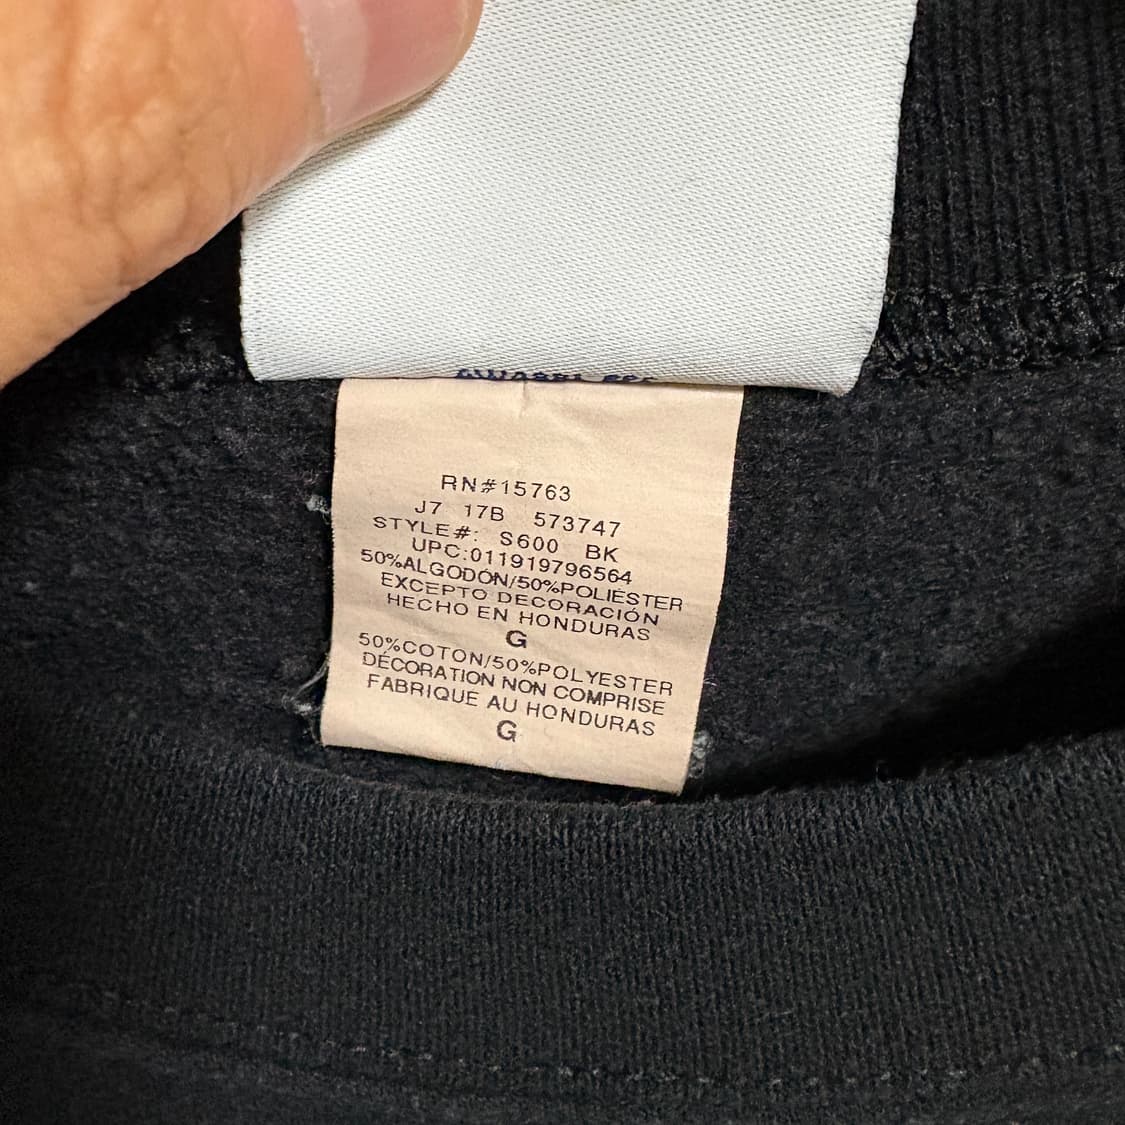 RN#15763
J7 17B 573747
STYLE#: S600 BK
UPC:011919796564
50%ALGODÓN/50%POLIÉSTER
EXCEPTO DECORACIÓN
HECHO EN HONDURAS
G
50%COTON/50%POLYESTER
DÉCORATION NON COMPRISE
FABRIQUE AU HONDURAS
G